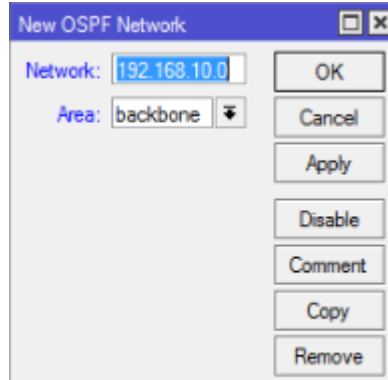 New OSPF Network
Network: 192.168.10.0
OK
Area: backbone
Cancel
Apply
Disable
Comment
Copy
Remove